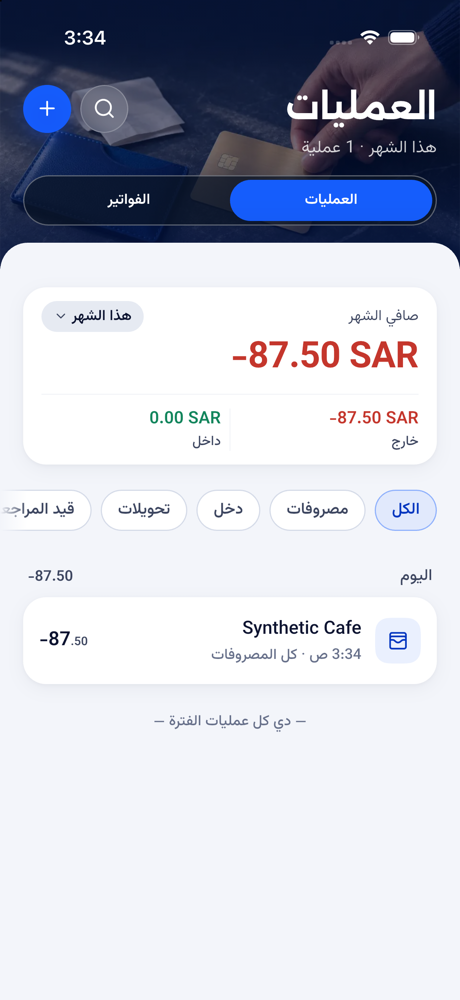 3:34
العمليات
هذا الشهر · 1 عملية
العمليات
الفواتير
صافي الشهر
هذا الشهر
-87.50 SAR
-87.50 SAR
خارج
0.00 SAR
داخل
الكل
مصروفات
دخل
تحويلات
قيد المراجع
اليوم
-87.50
Synthetic Cafe
3:34 ص · كل المصروفات
-87.50
— دي كل عمليات الفترة —